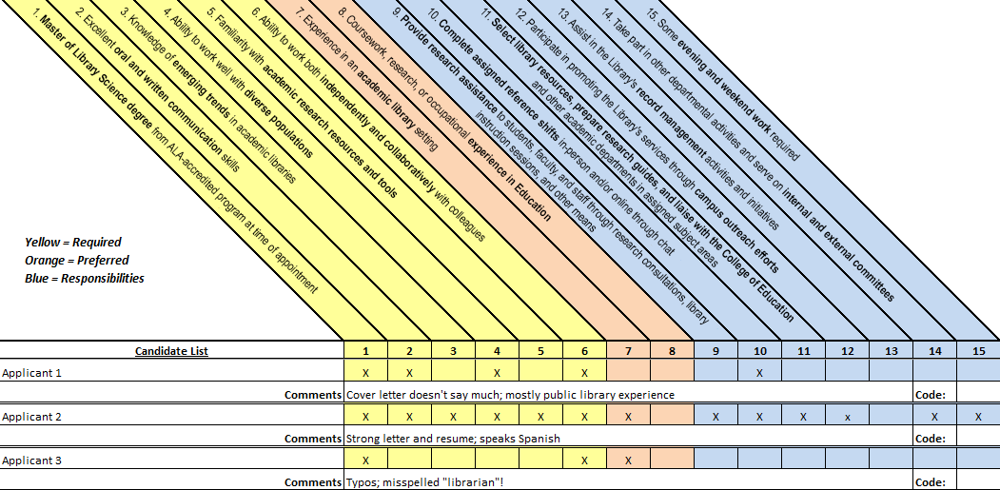 1. Master of Library Science degree from ALA-accredited program at time of appointment
2. Excellent oral and written communication skills
3. Knowledge of emerging trends in academic libraries
4. Ability to work well with diverse populations
5. Familiarity with academic research resources and tools
6. Ability to work both independently and collaboratively with colleagues
7. Experience in an academic library setting
8. Coursework, research, or occupational experience in Education
9. Provide research assistance to students, faculty, and staff through research consultations, library
instruction sessions, and other means
10. Complete assigned reference shifts in-person and/or online through chat
11. Select library resources, prepare research guides, and liaise with the College of Education
and other academic departments in assigned subject areas
12. Participate in promoting the Library's services through campus outreach efforts
13. Assist in the Library's record management activities and initiatives
14. Take part in other departmental activities and serve on internal and external committees
15. Some evening and weekend work required
Yellow = Required
Orange = Preferred
Blue = Responsibilities
Candidate List 1 2 3 4 5 6 7 8 9 10 11 12 13 14 15
Applicant 1 X X X X X
Comments Cover letter doesn't say much; mostly public library experience Code:
Applicant 2 X X X X X X X X X X x X X
Comments Strong letter and resume; speaks Spanish Code:
Applicant 3 X X X
Comments Typos; misspelled "librarian"! Code: